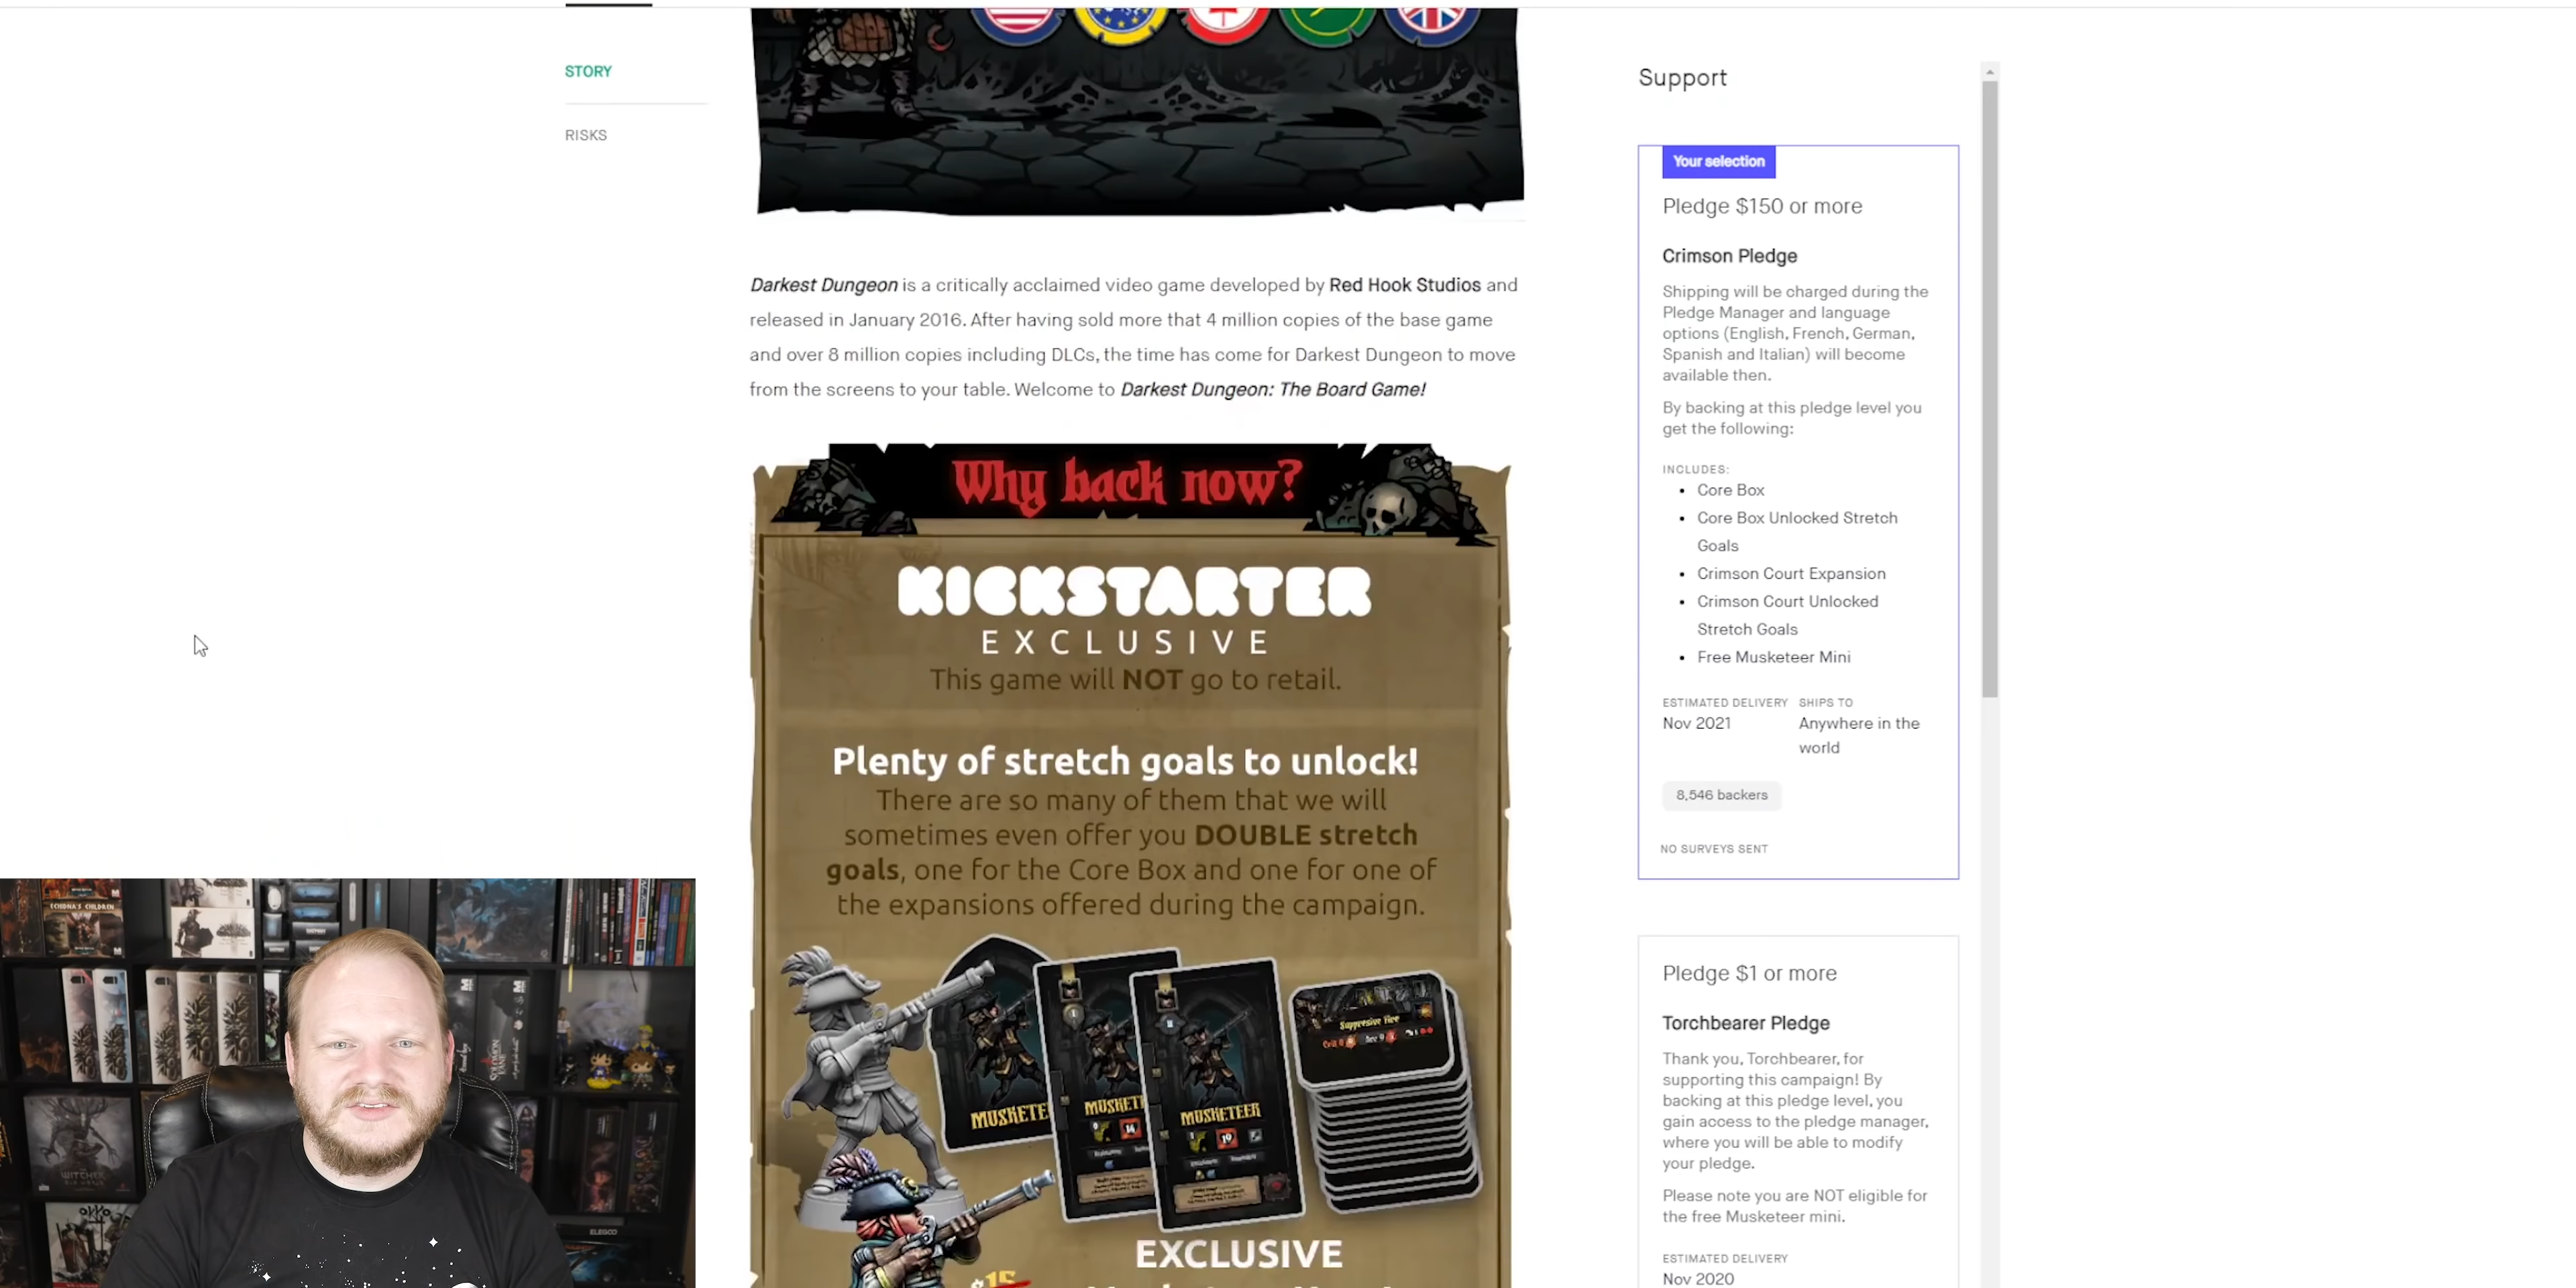 STORY
RISKS
Darkest Dungeon is a critically acclaimed video game developed by Red Hook Studios and
released in January 2016. After having sold more that 4 million copies of the base game
and over 8 million copies including DLCs, the time has come for Darkest Dungeon to move
from the screens to your table. Welcome to Darkest Dungeon: The Board Game!
Why back now?
KICKSTARTER
EXCLUSIVE
This game will NOT go to retail.
Plenty of stretch goals to unlock!
There are so many of them that we will
sometimes even offer you DOUBLE stretch
goals, one for the Core Box and one for one of
the expansions offered during the campaign.
MUSKETEER
Suppresive Fire
EXCLUSIVE
$15
Support
Your selection
Pledge $150 or more
Crimson Pledge
Shipping will be charged during the
Pledge Manager and language
options (English, French, German,
Spanish and Italian) will become
available then.
By backing at this pledge level you
get the following:
INCLUDES:
Core Box
Core Box Unlocked Stretch
Goals
Crimson Court Expansion
Crimson Court Unlocked
Stretch Goals
Free Musketeer Mini
ESTIMATED DELIVERY SHIPS TO
Nov 2021 Anywhere in the
world
8,546 backers
NO SURVEYS SENT
Pledge $1 or more
Torchbearer Pledge
Thank you, Torchbearer, for
supporting this campaign! By
backing at this pledge level, you
gain access to the pledge manager,
where you will be able to modify
your pledge.
Please note you are NOT eligible for
the free Musketeer mini.
ESTIMATED DELIVERY
Nov 2020
ECHIDNA'S CHILDREN
WITCHER
ELEGOO